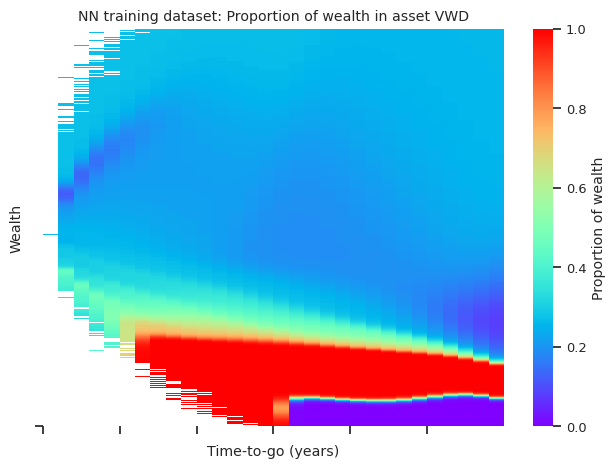 NN training dataset: Proportion of wealth in asset VWD
Wealth
Time-to-go (years)
1.0
0.8
0.6
0.4
0.2
0.0
Proportion of wealth